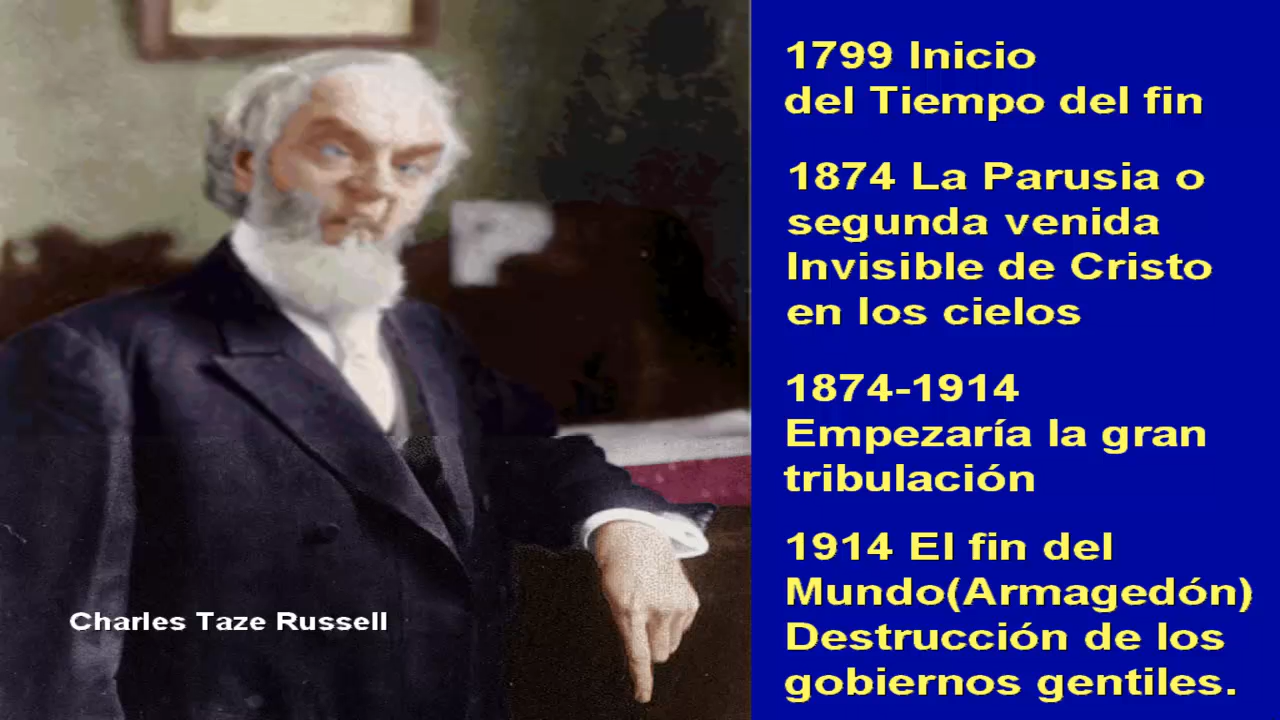 1799 Inicio
del Tiempo del fin
1874 La Parusia o
segunda venida
Invisible de Cristo
en los cielos
1874-1914
Empezaría la gran
tribulación
1914 El fin del
Mundo(Armagedón)
Destrucción de los
gobiernos gentiles.
Charles Taze Russell